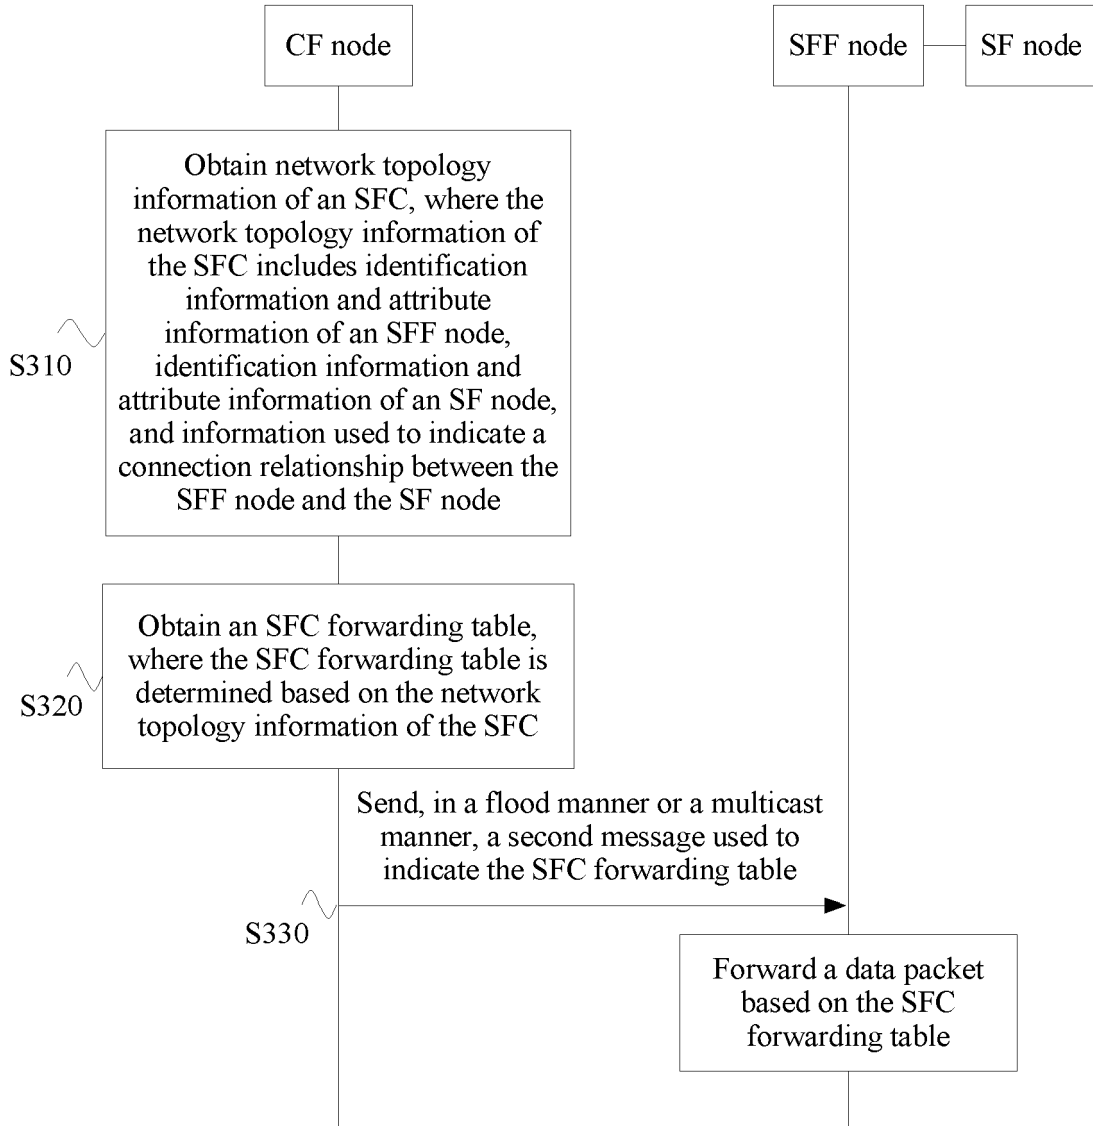 CF node
SFF node
SF node
Obtain network topology
information of an SFC, where the
network topology information of
the SFC includes identification
information and attribute
information of an SFF node,
identification information and
attribute information of an SF node,
and information used to indicate a
connection relationship between the
SFF node and the SF node
S310
Obtain an SFC forwarding table,
where the SFC forwarding table is
determined based on the network
topology information of the SFC
S320
Send, in a flood manner or a multicast
manner, a second message used to
indicate the SFC forwarding table
S330
Forward a data packet
based on the SFC
forwarding table